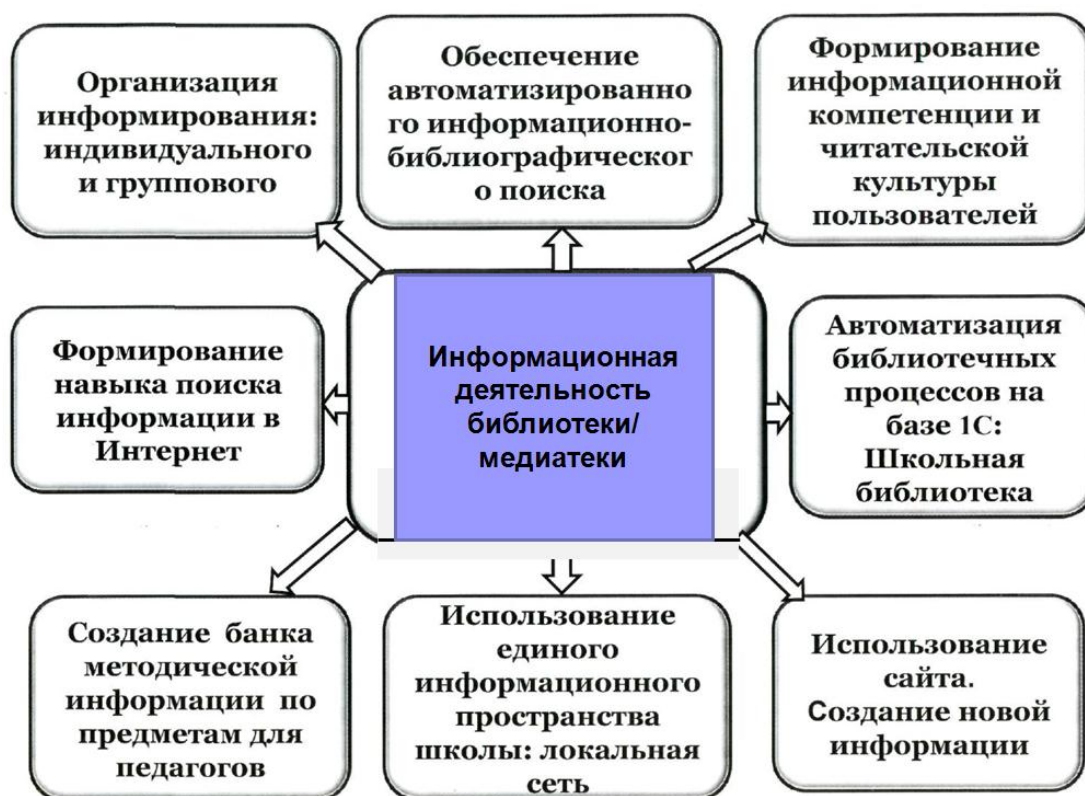 Организация
информирования:
индивидуального
и группового
Обеспечение
автоматизированно
го информационно-
библиографическог
о поиска
Формирование
информационной
компетенции и
читательской
культуры
пользователей
Формирование
навыка поиска
информации в
Интернет
Информационная
деятельность
библиотеки/
медиатеки
Автоматизация
библиотечных
процессов на
базе 1С:
Школьная
библиотека
Создание банка
методической
информации по
предметам для
педагогов
Использование
единого
информационного
пространства
школы: локальная
сеть
Использование
сайта.
Создание новой
информации